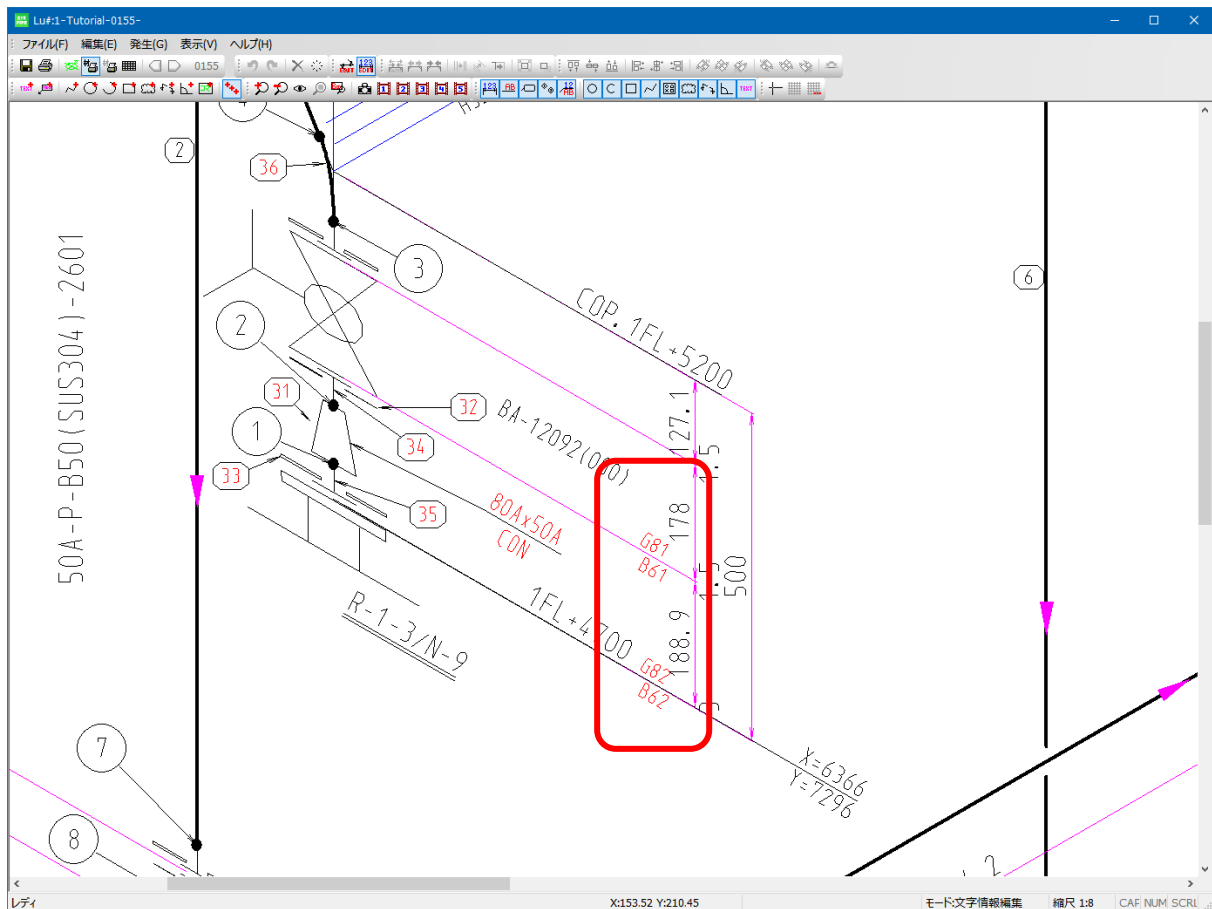 Lu#:1-Tutorial-0155-
ファイル(F) 編集(E) 発生(G) 表示(V) ヘルプ(H)
0155
4
2
36
3
6
50A-P-B50(SUS304)-2601
COP. 1FL+5200
2
31
32
BA-12092(000)
127.1
1.5
1
34
33
35
80Ax50A
CON
178
G81
B61
1.5
500
1FL+4700
188.9
G82
B62
3
R-1-3/N-9
X=6366
Y=7296
7
8
レディ
X:153.52 Y:210.45
モード:文字情報編集
縮尺 1:8
CAP NUM SCRL